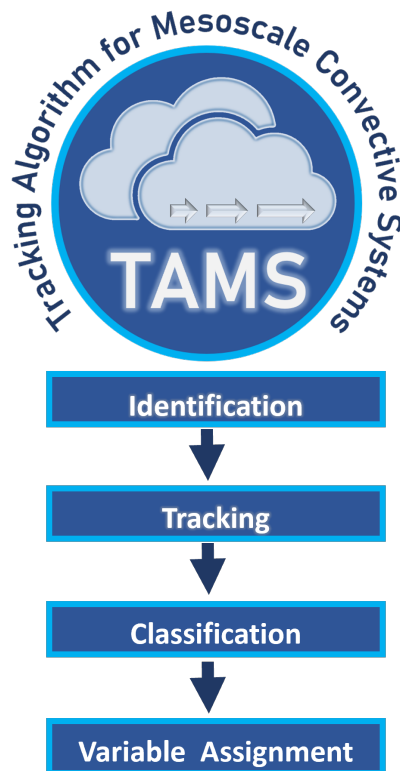 Tracking Algorithm for Mesoscale Convective Systems
TAMS
Identification
Tracking
Classification
Variable Assignment